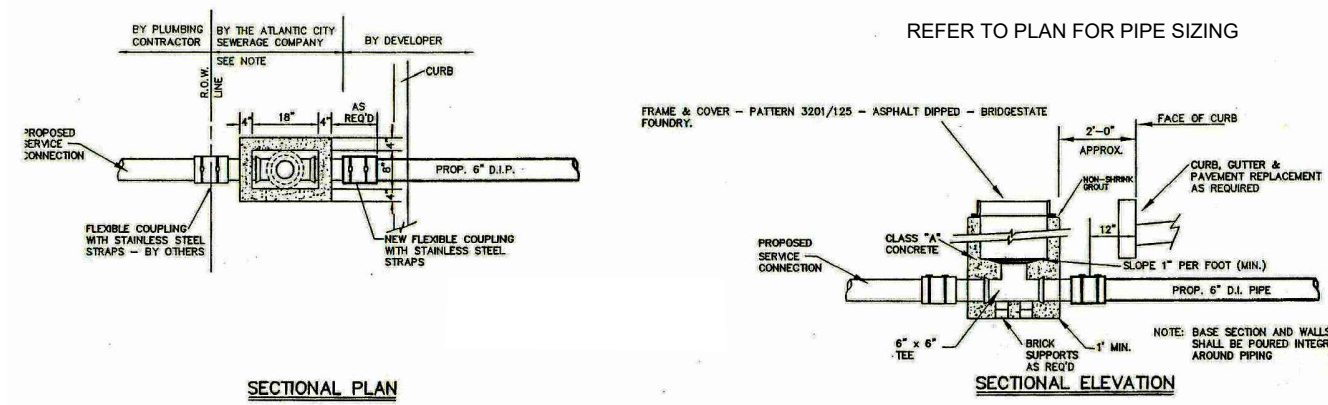 REFER TO PLAN FOR PIPE SIZING
BY PLUMBING
CONTRACTOR
BY THE ATLANTIC CITY
SEWERAGE COMPANY
SEE NOTE
BY DEVELOPER
R.O.W.
LINE
CURB
4"
18"
4"
AS
REQ'D
4"
8"
4"
PROPOSED
SERVICE
CONNECTION
PROP. 6" D.I.P.
FLEXIBLE COUPLING
WITH STAINLESS STEEL
STRAPS – BY OTHERS
NEW FLEXIBLE COUPLING
WITH STAINLESS STEEL
STRAPS
SECTIONAL PLAN
FRAME & COVER – PATTERN 3201/125 – ASPHALT DIPPED – BRIDGESTATE
FOUNDRY.
2'-0"
APPROX.
FACE OF CURB
NON-SHRINK
GROUT
CURB, GUTTER &
PAVEMENT REPLACEMENT
AS REQUIRED
12"
CLASS "A"
CONCRETE
PROPOSED
SERVICE
CONNECTION
SLOPE 1" PER FOOT (MIN.)
PROP. 6" D.I. PIPE
6" x 6"
TEE
BRICK
SUPPORTS
AS REQ'D
1' MIN.
NOTE: BASE SECTION AND WALLS
SHALL BE POURED INTEGR
AROUND PIPING
SECTIONAL ELEVATION